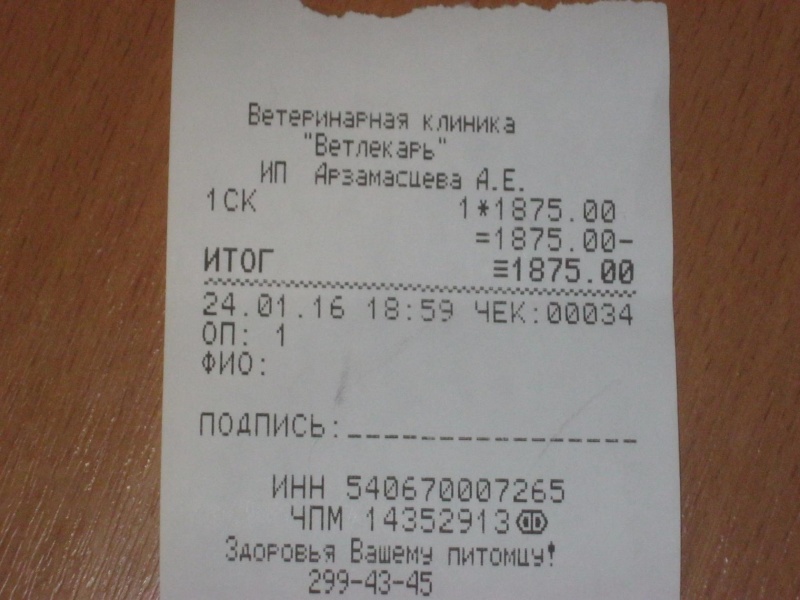 Ветеринарная клиника
"Ветлекарь"
ИП Арзамасцева А.Е.
1СК 1*1875.00
=1875.00-
ИТОГ ≡1875.00
24.01.16 18:59 ЧЕК:00034
ОП: 1
ФИО:
ПОДПИСЬ:________________
ИНН 540670007265
ЧПМ 14352913
Здоровья Вашему питомцу!
299-43-45